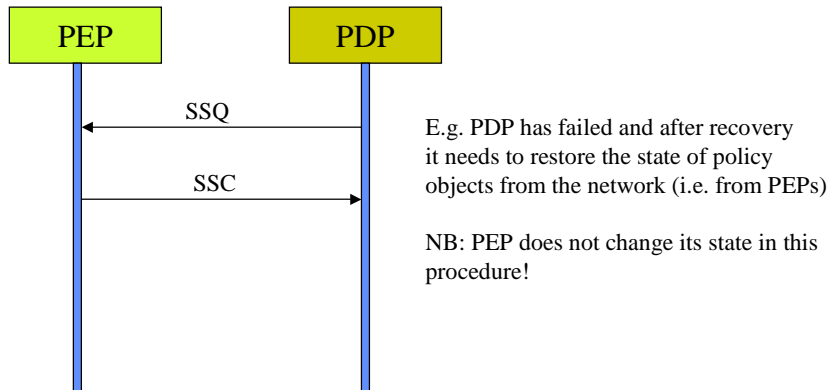 PEP
PDP
SSQ
SSC
E.g. PDP has failed and after recovery
it needs to restore the state of policy
objects from the network (i.e. from PEPs)
NB: PEP does not change its state in this
procedure!